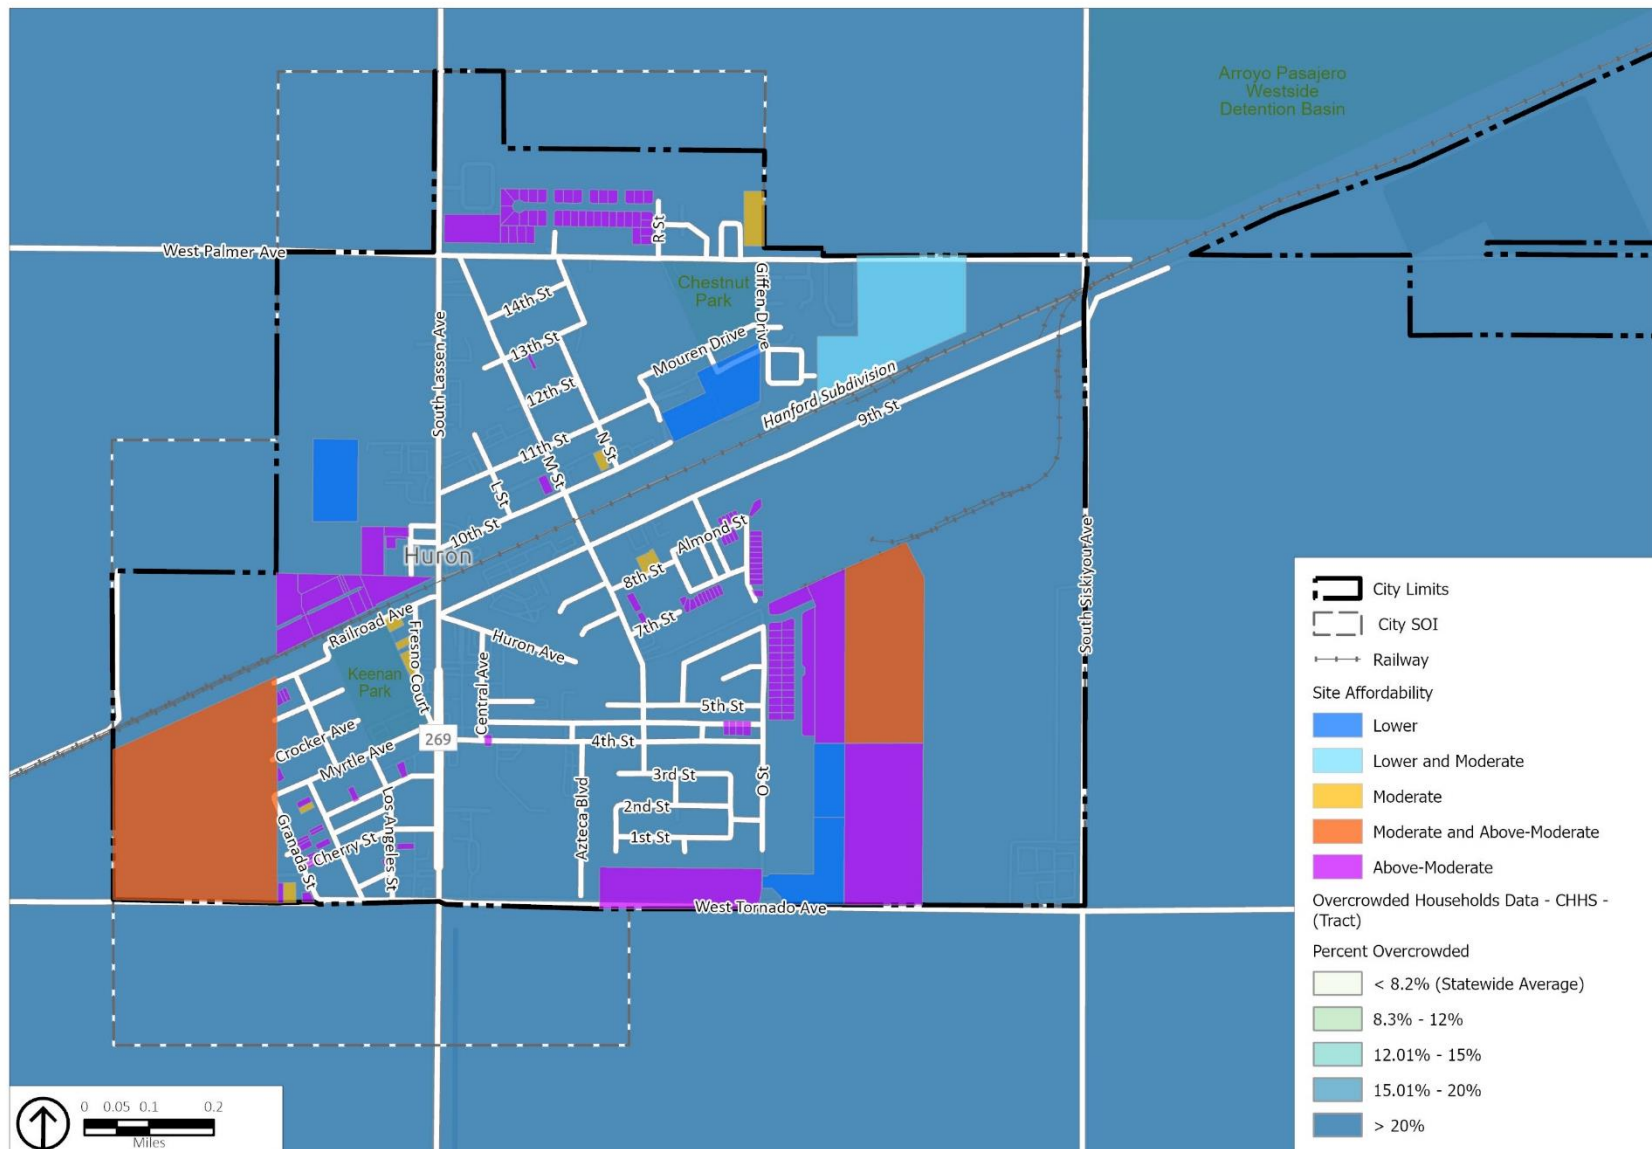 Arroyo Pasajero
Westside
Detention Basin
West Palmer Ave
R St
Chestnut
Park
Giffen Drive
14th St
13th St
12th St
11th St
10th St
South Lassen Ave
Mouren Drive
Hanford Subdivision
9th St
N St
M St
L St
Huron
Almond St
8th St
7th St
South Siskiyou Ave
Railroad Ave
Fresno Court
Huron Ave
Keenan
Park
Central Ave
5th St
269
4th St
Crocker Ave
Myrtle Ave
3rd St
2nd St
1st St
O St
Azteca Blvd
Los Angeles St
Granada St
Cherry St
West Tornado Ave
City Limits
City SOI
Railway
Site Affordability
Lower
Lower and Moderate
Moderate
Moderate and Above-Moderate
Above-Moderate
Overcrowded Households Data - CHHS -
(Tract)
Percent Overcrowded
< 8.2% (Statewide Average)
8.3% - 12%
12.01% - 15%
15.01% - 20%
> 20%
0 0.05 0.1 0.2
Miles